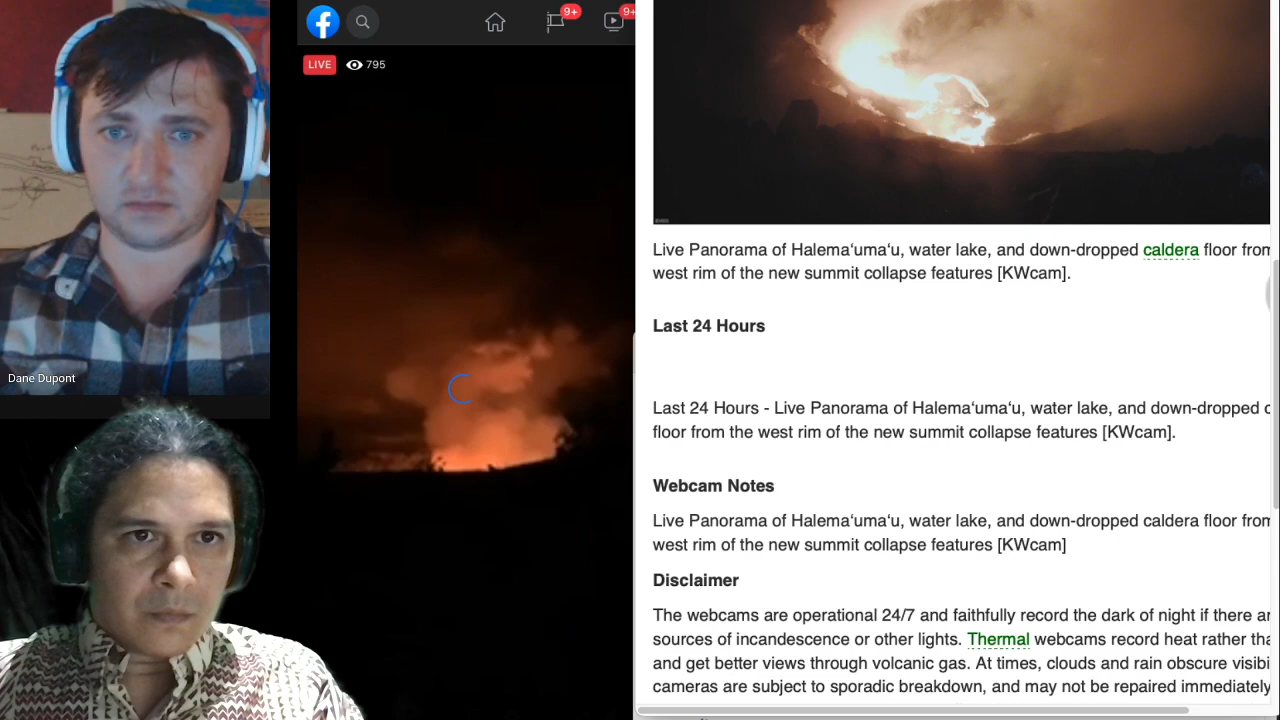 Dane Dupont
9+
9+
LIVE 795
Live Panorama of Halemaʻumaʻu, water lake, and down-dropped caldera floor from
west rim of the new summit collapse features [KWcam].
Last 24 Hours
Last 24 Hours - Live Panorama of Halemaʻumaʻu, water lake, and down-dropped c
floor from the west rim of the new summit collapse features [KWcam].
Webcam Notes
Live Panorama of Halemaʻumaʻu, water lake, and down-dropped caldera floor from
west rim of the new summit collapse features [KWcam]
Disclaimer
The webcams are operational 24/7 and faithfully record the dark of night if there ar
sources of incandescence or other lights. Thermal webcams record heat rather tha
and get better views through volcanic gas. At times, clouds and rain obscure visibi
cameras are subject to sporadic breakdown, and may not be repaired immediately